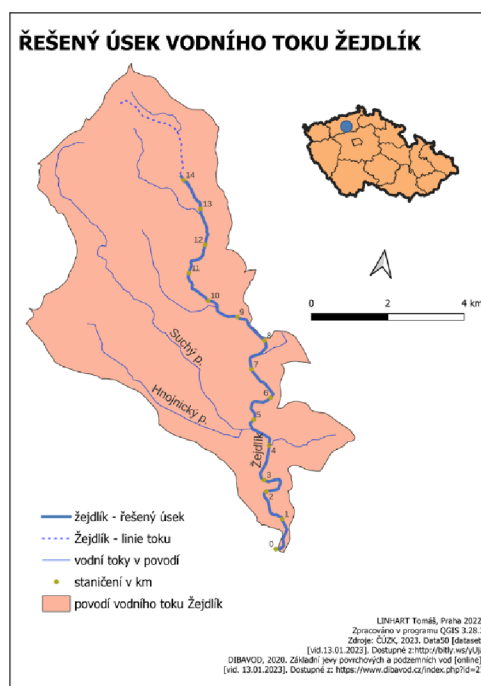 ŘEŠENÝ ÚSEK VODNÍHO TOKU ŽEJDLÍK
14
13
12
11
10
9
8
7
6
5
4
3
2
1
0
Suchý p.
Hnojnický p.
Žejdlík
0 2 4 km
žejdlík - řešený úsek
Žejdlík - linie toku
vodní toky v povodí
staničení v km
povodí vodního toku Žejdlík
LINHART Tomáš, Praha 2022
Zpracováno v programu QGIS 3.28.
Zdroje: ČÚZK, 2023. Data50 [dataset
[vid.13.01.2023]. Dostupné z:http://bitly.ws/yUj
DIBAVOD, 2020. Základní jevy povrchových a podzemních vod [online]
[vid. 13.01.2023]. Dostupné z: https://www.dibavod.cz/index.php?id=2